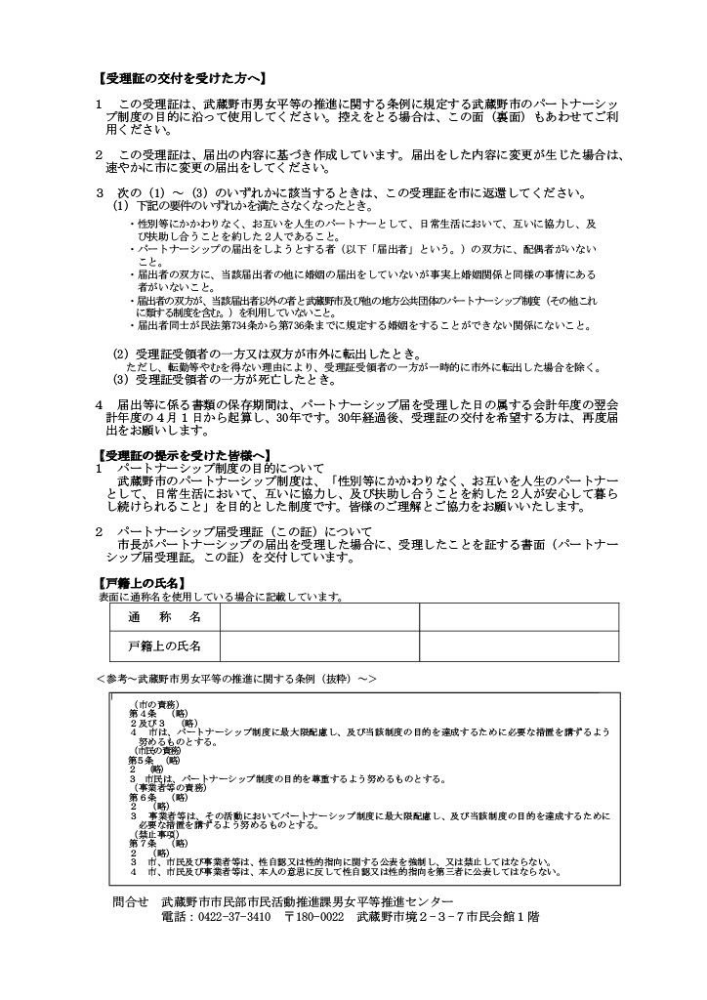 【受理証の交付を受けた方へ】
１　この受理証は、武蔵野市男女平等の推進に関する条例に規定する武蔵野市のパートナーシッ
プ制度の目的に沿って使用してください。控えをとる場合は、この面（裏面）もあわせてご利
用ください。
２　この受理証は、届出の内容に基づき作成しています。届出をした内容に変更が生じた場合は、
速やかに市に変更の届出をしてください。
３　次の（1）～（3）のいずれかに該当するときは、この受理証を市に返還してください。
（1）下記の要件のいずれかを満たさなくなったとき。
・性別等にかかわりなく、お互いを人生のパートナーとして、日常生活において、互いに協力し、及
び扶助し合うことを約した２人であること。
・パートナーシップの届出をしようとする者（以下「届出者」という。）の双方に、配偶者がいない
こと。
・届出者の双方に、当該届出者の他に婚姻の届出をしていないが事実上婚姻関係と同様の事情にある
者がいないこと。
・届出者の双方が、当該届出者以外の者と武蔵野市及び他の地方公共団体のパートナーシップ制度（その他これ
に類する制度を含む。）を利用していないこと。
・届出者同士が民法第734条から第736条までに規定する婚姻をすることができない関係にないこと。
（2）受理証受領者の一方又は双方が市外に転出したとき。
ただし、転勤等やむを得ない理由により、受理証受領者の一方が一時的に市外に転出した場合を除く。
（3）受理証受領者の一方が死亡したとき。
４　届出等に係る書類の保存期間は、パートナーシップ届を受理した日の属する会計年度の翌会
計年度の４月１日から起算し、30年です。30年経過後、受理証の交付を希望する方は、再度届
出をお願いします。
【受理証の提示を受けた皆様へ】
１　パートナーシップ制度の目的について
武蔵野市のパートナーシップ制度は、「性別等にかかわりなく、お互いを人生のパートナー
として、日常生活において、互いに協力し、及び扶助し合うことを約した２人が安心して暮ら
し続けられること」を目的とした制度です。皆様のご理解とご協力をお願いいたします。
２　パートナーシップ届受理証（この証）について
市長がパートナーシップの届出を受理した場合に、受理したことを証する書面（パートナー
シップ届受理証。この証）を交付しています。
【戸籍上の氏名】
表面に通称名を使用している場合に記載しています。
通　称　名
戸籍上の氏名
＜参考～武蔵野市男女平等の推進に関する条例（抜粋）～＞
（市の責務）
第４条　（略）
２及び３　（略）
４　市は、パートナーシップ制度に最大限配慮し、及び当該制度の目的を達成するために必要な措置を講ずるよう
努めるものとする。
（市民の責務）
第５条　（略）
２　（略）
３　市民は、パートナーシップ制度の目的を尊重するよう努めるものとする。
（事業者等の責務）
第６条　（略）
２　（略）
３　事業者等は、その活動においてパートナーシップ制度に最大限配慮し、及び当該制度の目的を達成するために
必要な措置を講ずるよう努めるものとする。
（禁止事項）
第７条　（略）
２　（略）
３　市、市民及び事業者等は、性自認又は性的指向に関する公表を強制し、又は禁止してはならない。
４　市、市民及び事業者等は、本人の意思に反して性自認又は性的指向を第三者に公表してはならない。
問合せ　武蔵野市市民部市民活動推進課男女平等推進センター
電話：0422-37-3410　〒180-0022　武蔵野市境２－３－７市民会館１階